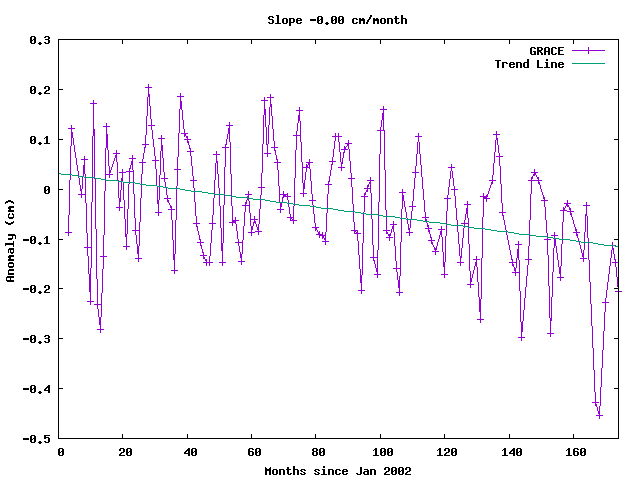 Slope -0.00 cm/month
GRACE
Trend Line
0.3
0.2
0.1
0
-0.1
-0.2
-0.3
-0.4
-0.5
Anomaly (cm)
0 20 40 60 80 100 120 140 160
Months since Jan 2002